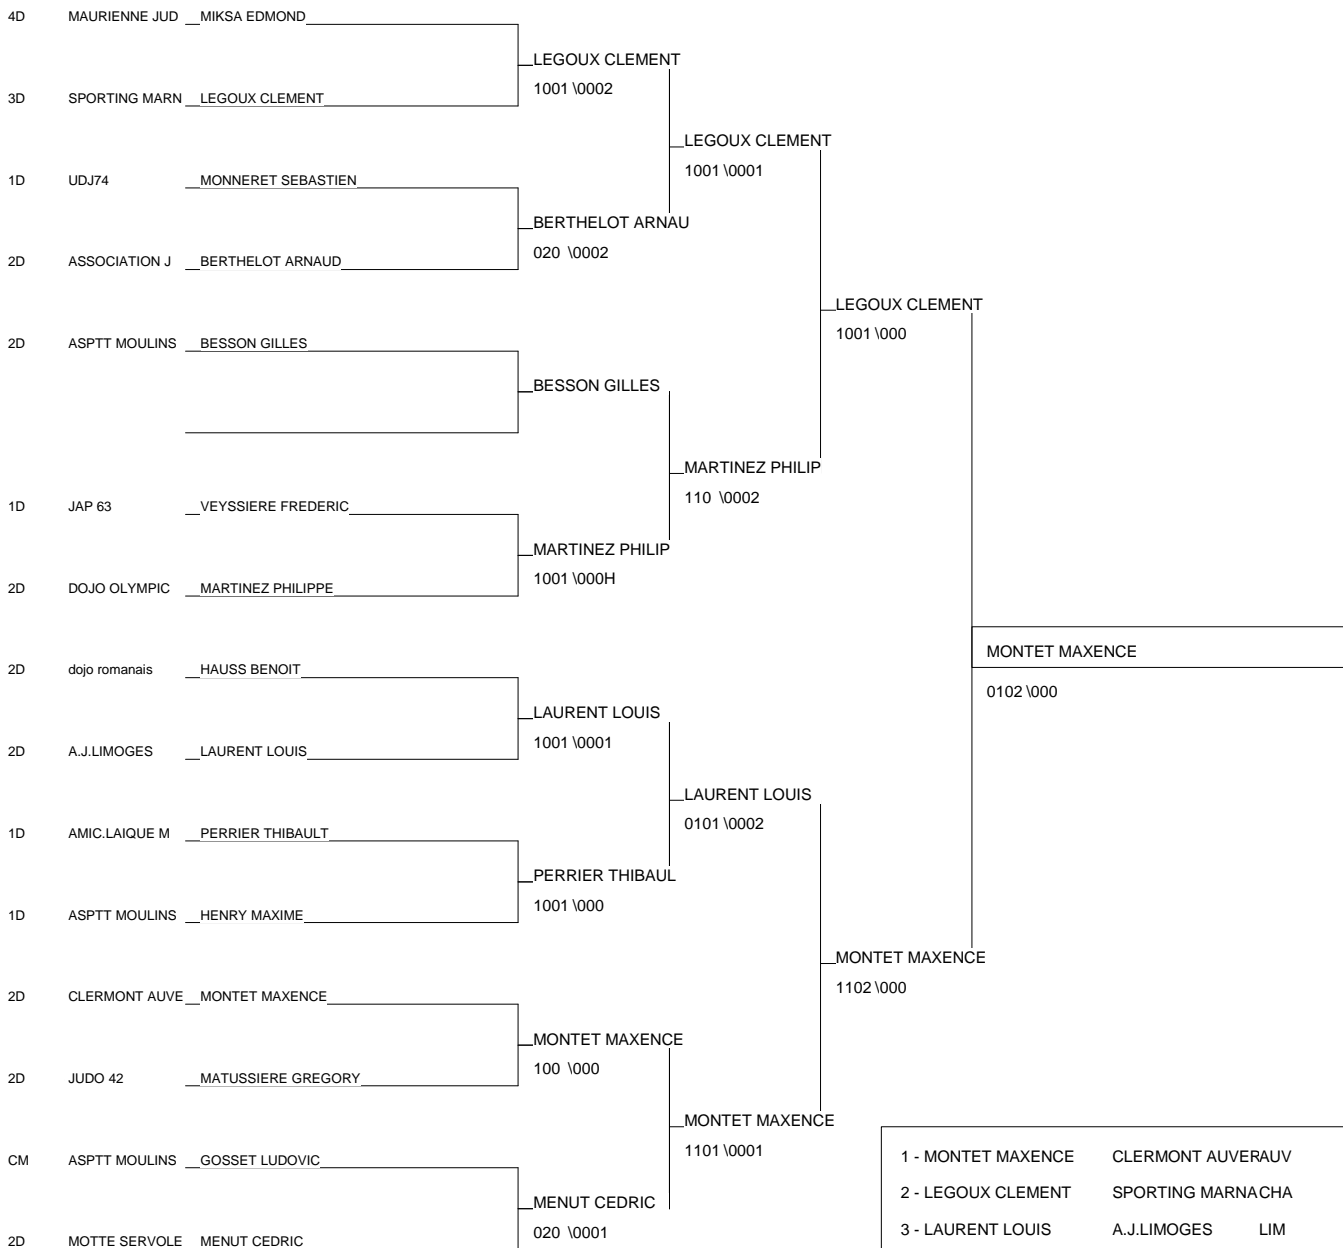 4D MAURIENNE JUD MIKSA EDMOND
LEGOUX CLEMENT
1001 \0002
3D SPORTING MARN LEGOUX CLEMENT
LEGOUX CLEMENT
1001 \0001
1D UDJ74 MONNERET SEBASTIEN
BERTHELOT ARNAU
020 \0002
2D ASSOCIATION J BERTHELOT ARNAUD
LEGOUX CLEMENT
1001 \000
2D ASPTT MOULINS BESSON GILLES
BESSON GILLES
MARTINEZ PHILIP
110 \0002
1D JAP 63 VEYSSIERE FREDERIC
MARTINEZ PHILIP
1001 \000H
2D DOJO OLYMPIC MARTINEZ PHILIPPE
MONTET MAXENCE
0102 \000
2D dojo romanais HAUSS BENOIT
LAURENT LOUIS
1001 \0001
2D A.J.LIMOGES LAURENT LOUIS
LAURENT LOUIS
0101 \0002
1D AMIC.LAIQUE M PERRIER THIBAULT
PERRIER THIBAUL
1001 \000
1D ASPTT MOULINS HENRY MAXIME
MONTET MAXENCE
1102 \000
2D CLERMONT AUVE MONTET MAXENCE
MONTET MAXENCE
100 \000
2D JUDO 42 MATUSSIERE GREGORY
MONTET MAXENCE
1101 \0001
CM ASPTT MOULINS GOSSET LUDOVIC
MENUT CEDRIC
020 \0001
2D MOTTE SERVOLE MENUT CEDRIC
1 - MONTET MAXENCE CLERMONT AUVERAUV
2 - LEGOUX CLEMENT SPORTING MARNACHA
3 - LAURENT LOUIS A.J.LIMOGES LIM